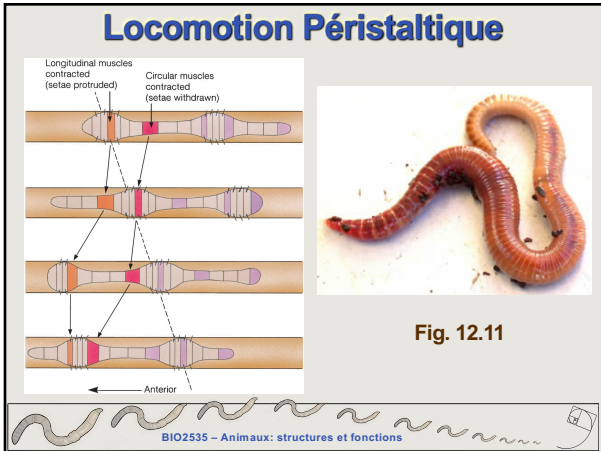 Locomotion Péristaltique
Longitudinal muscles
contracted
(setae protruded)
Circular muscles
contracted
(setae withdrawn)
Anterior
Fig. 12.11
BIO2535 – Animaux: structures et fonctions